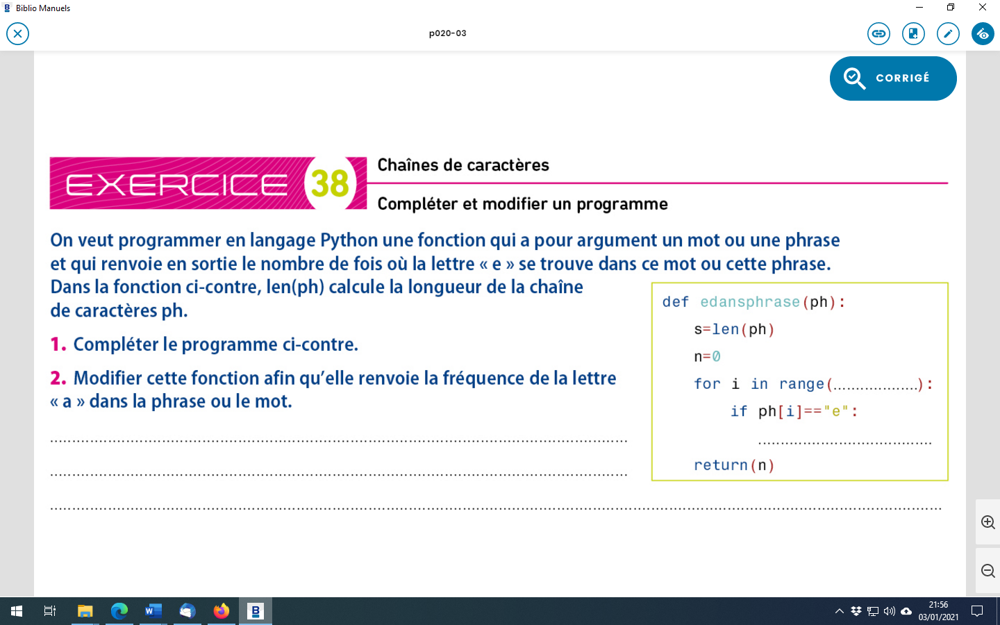 Biblio Manuels
p020-03
CORRIGÉ
EXERCICE 38
Chaînes de caractères
Compléter et modifier un programme
On veut programmer en langage Python une fonction qui a pour argument un mot ou une phrase
et qui renvoie en sortie le nombre de fois où la lettre « e » se trouve dans ce mot ou cette phrase.
Dans la fonction ci-contre, len(ph) calcule la longueur de la chaîne
de caractères ph.
1. Compléter le programme ci-contre.
2. Modifier cette fonction afin qu'elle renvoie la fréquence de la lettre
« a » dans la phrase ou le mot.
def edansphrase(ph):
s=len(ph)
n=0
for i in range(...................):
if ph[i]=="e":
.......................................
return(n)
21:56
03/01/2021